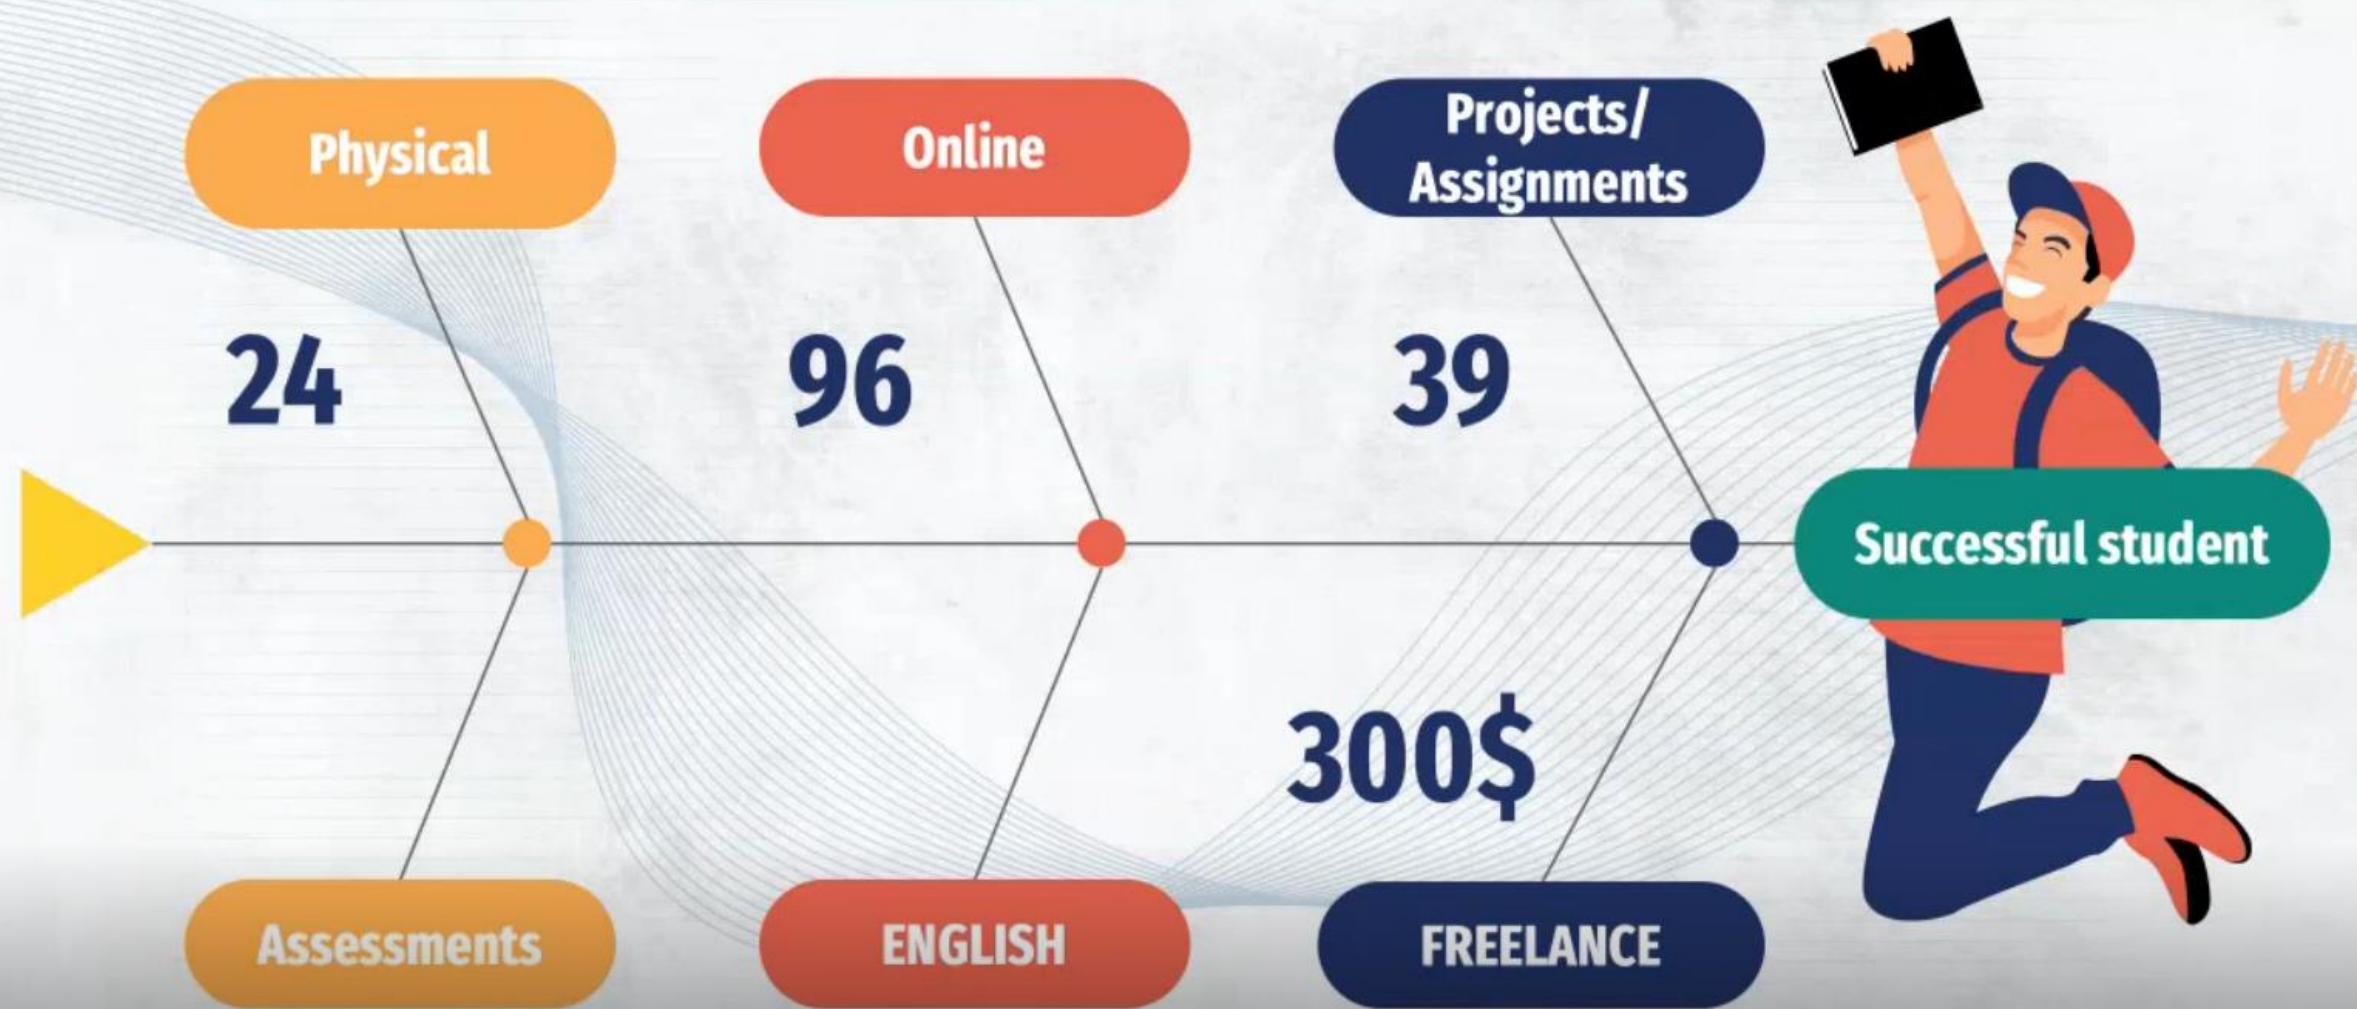 Physical
Online
Projects/
Assignments
24
96
39
Successful student
300$
Assessments
ENGLISH
FREELANCE